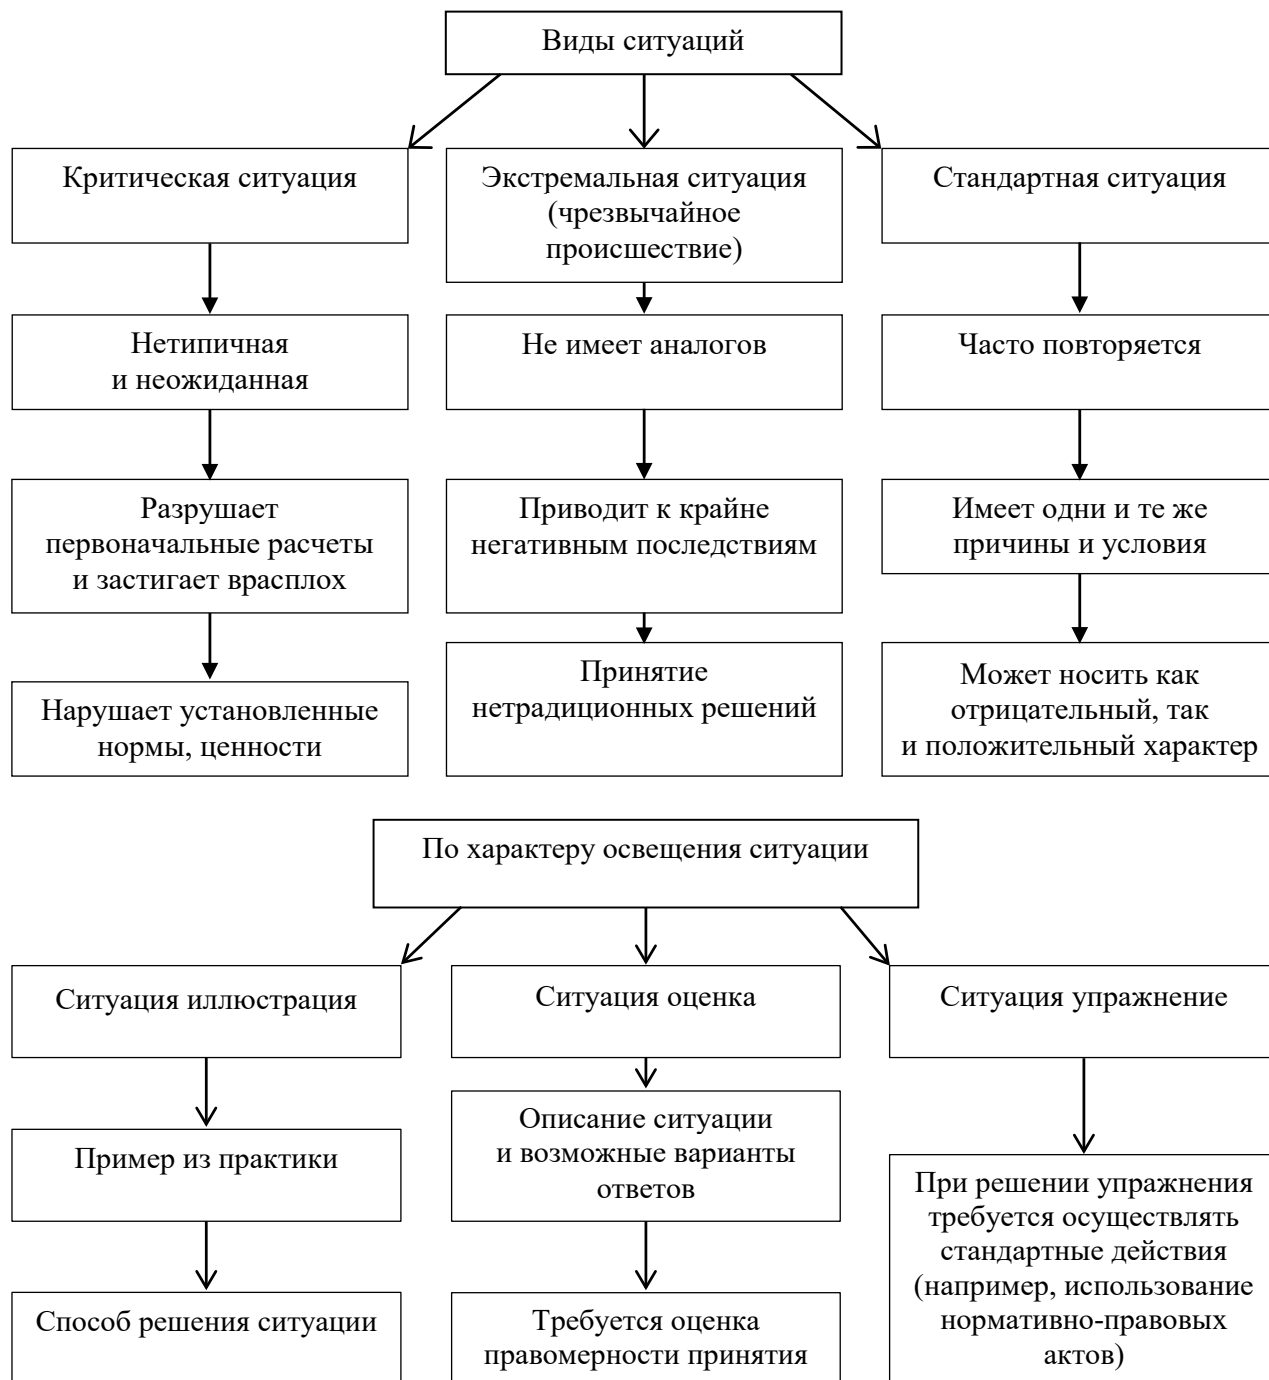 Виды ситуаций
Критическая ситуация
Экстремальная ситуация
(чрезвычайное
происшествие)
Стандартная ситуация
Нетипичная
и неожиданная
Не имеет аналогов
Часто повторяется
Разрушает
первоначальные расчеты
и застигает врасплох
Приводит к крайне
негативным последствиям
Имеет одни и те же
причины и условия
Нарушает установленные
нормы, ценности
Принятие
нетрадиционных решений
Может носить как
отрицательный, так
и положительный характер
По характеру освещения ситуации
Ситуация иллюстрация
Ситуация оценка
Ситуация упражнение
Пример из практики
Описание ситуации
и возможные варианты
ответов
При решении упражнения
требуется осуществлять
стандартные действия
(например, использование
нормативно-правовых
актов)
Способ решения ситуации
Требуется оценка
правомерности принятия